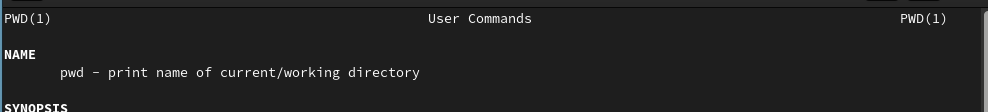 PWD(1) User Commands PWD(1)
NAME
pwd - print name of current/working directory
SYNOPSIS